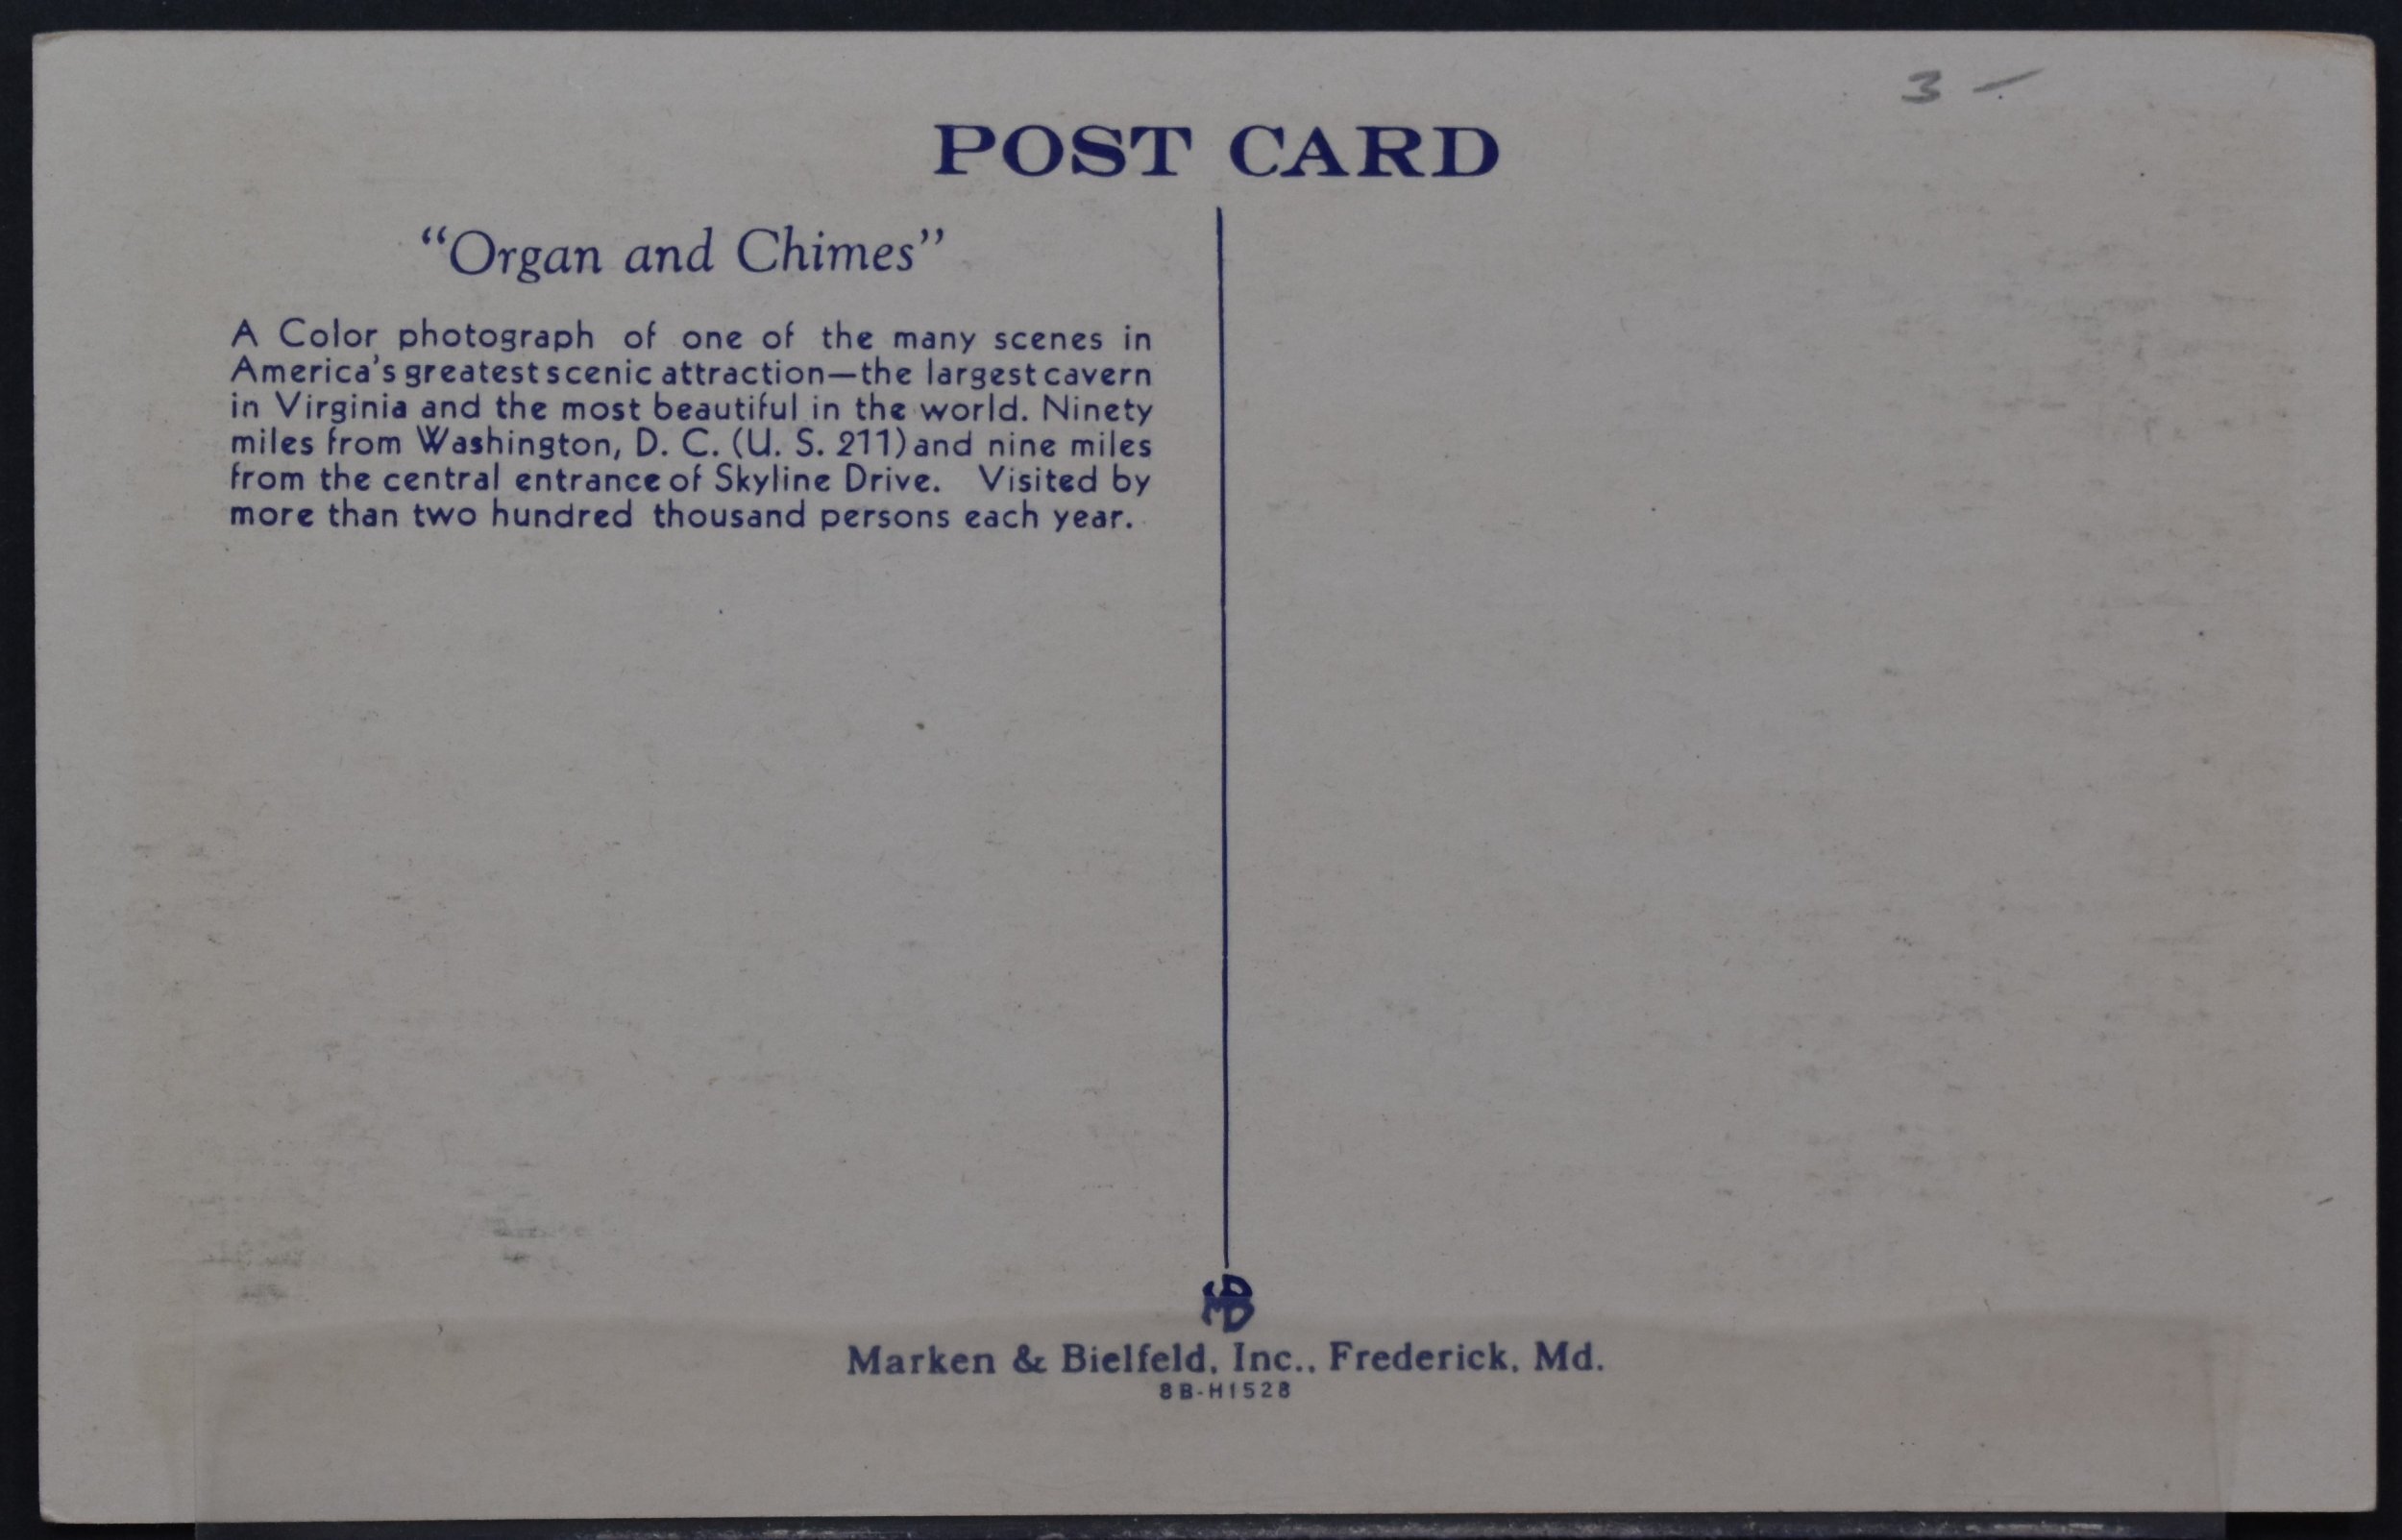 3 -
POST CARD
“Organ and Chimes”
A Color photograph of one of the many scenes in
America's greatest scenic attraction—the largest cavern
in Virginia and the most beautiful in the world. Ninety
miles from Washington, D. C. (U. S. 211) and nine miles
from the central entrance of Skyline Drive. Visited by
more than two hundred thousand persons each year.
MB
Marken & Bielfeld, Inc., Frederick, Md.
8B-H1528